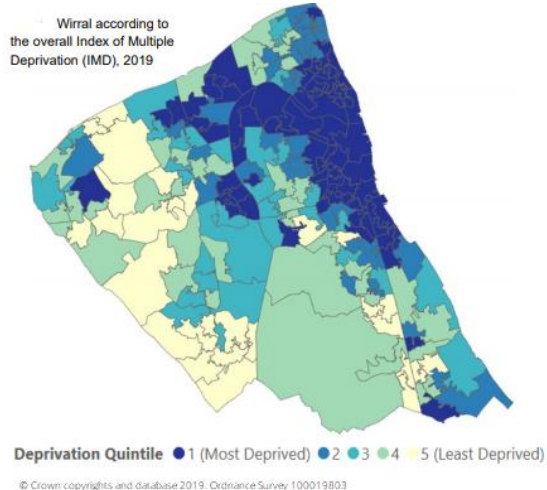 Wirral according to
the overall Index of Multiple
Deprivation (IMD), 2019
Deprivation Quintile 1 (Most Deprived) 2 3 4 5 (Least Deprived)
© Crown copyrights and database 2019. Ordnance Survey 100019803